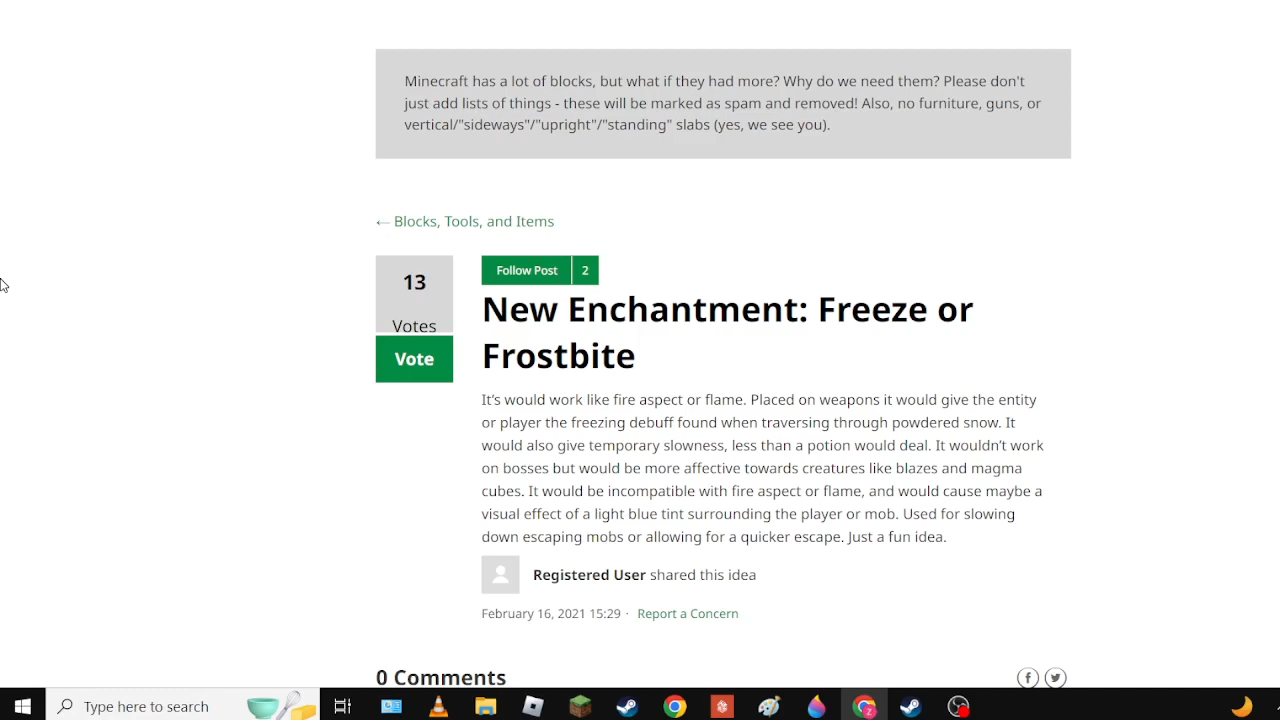 Minecraft has a lot of blocks, but what if they had more? Why do we need them? Please don't
just add lists of things - these will be marked as spam and removed! Also, no furniture, guns, or
vertical/"sideways"/"upright"/"standing" slabs (yes, we see you).
← Blocks, Tools, and Items
13
Votes
Vote
Follow Post 2
New Enchantment: Freeze or
Frostbite
It's would work like fire aspect or flame. Placed on weapons it would give the entity
or player the freezing debuff found when traversing through powdered snow. It
would also give temporary slowness, less than a potion would deal. It wouldn't work
on bosses but would be more affective towards creatures like blazes and magma
cubes. It would be incompatible with fire aspect or flame, and would cause maybe a
visual effect of a light blue tint surrounding the player or mob. Used for slowing
down escaping mobs or allowing for a quicker escape. Just a fun idea.
Registered User shared this idea
February 16, 2021 15:29 · Report a Concern
0 Comments
Type here to search